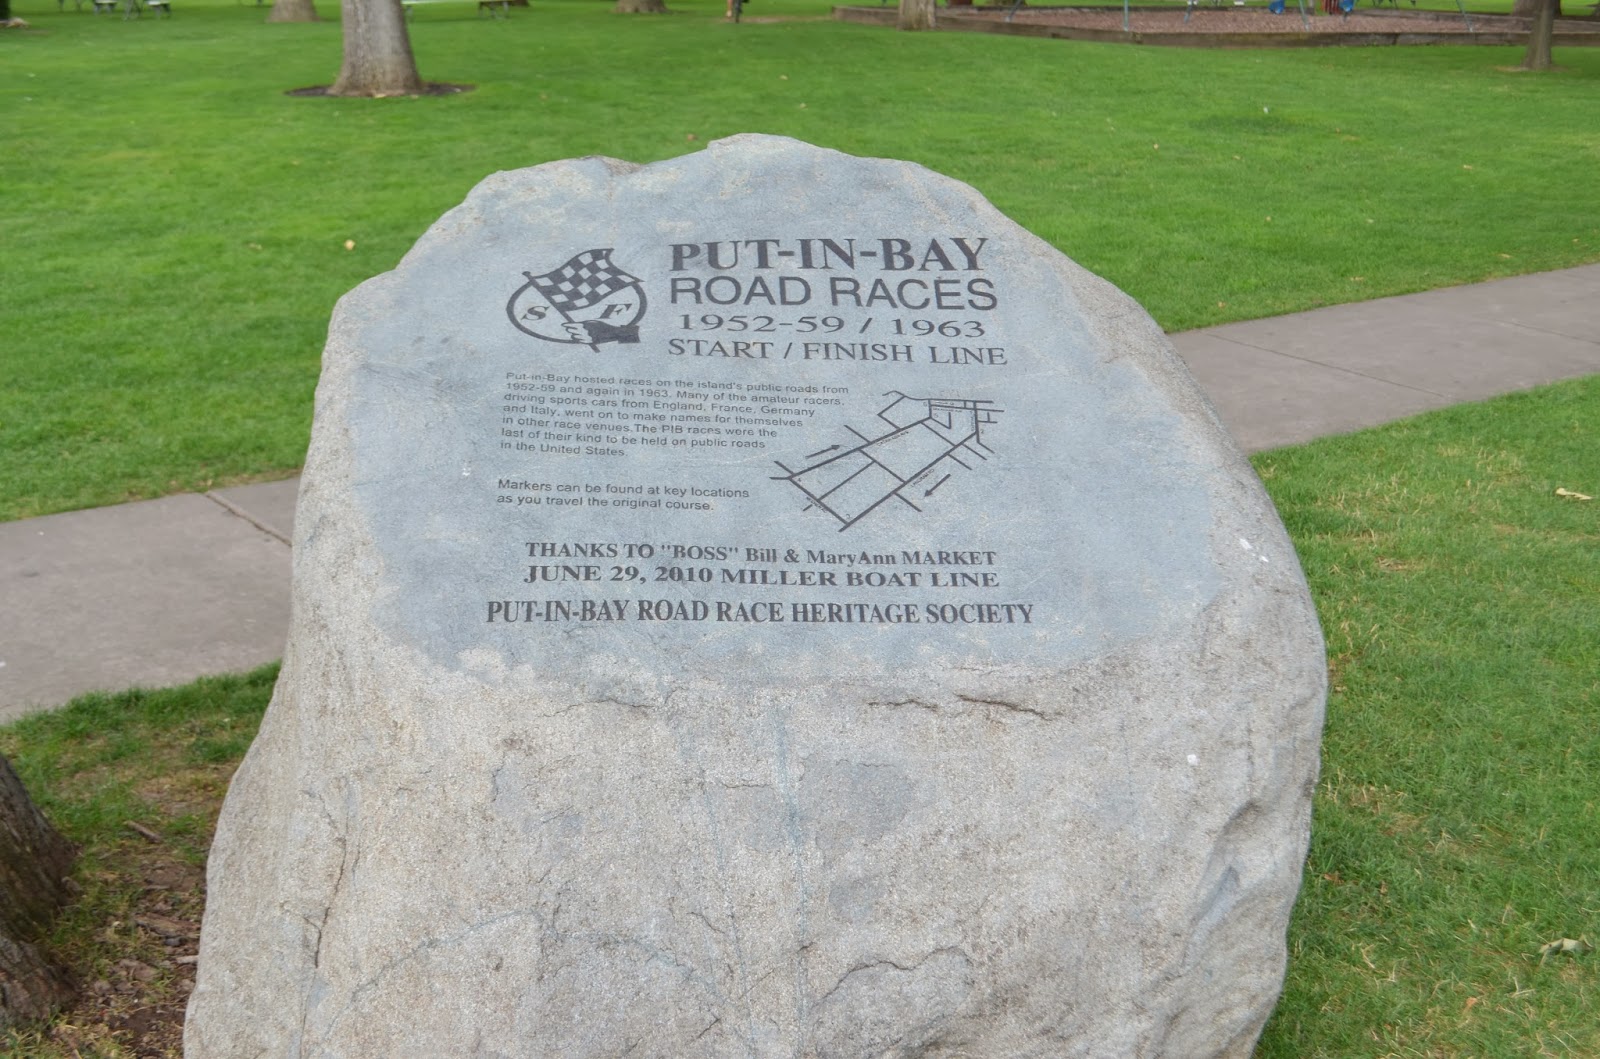 S F
PUT-IN-BAY
ROAD RACES
1952-59 / 1963
START / FINISH LINE
Put-in-Bay hosted races on the island's public roads from
1952-59 and again in 1963. Many of the amateur racers,
driving sports cars from England, France, Germany
and Italy, went on to make names for themselves
in other race venues. The PIB races were the
last of their kind to be held on public roads
in the United States.
Markers can be found at key locations
as you travel the original course.
THANKS TO "BOSS" Bill & MaryAnn MARKET
JUNE 29, 2010 MILLER BOAT LINE
PUT-IN-BAY ROAD RACE HERITAGE SOCIETY